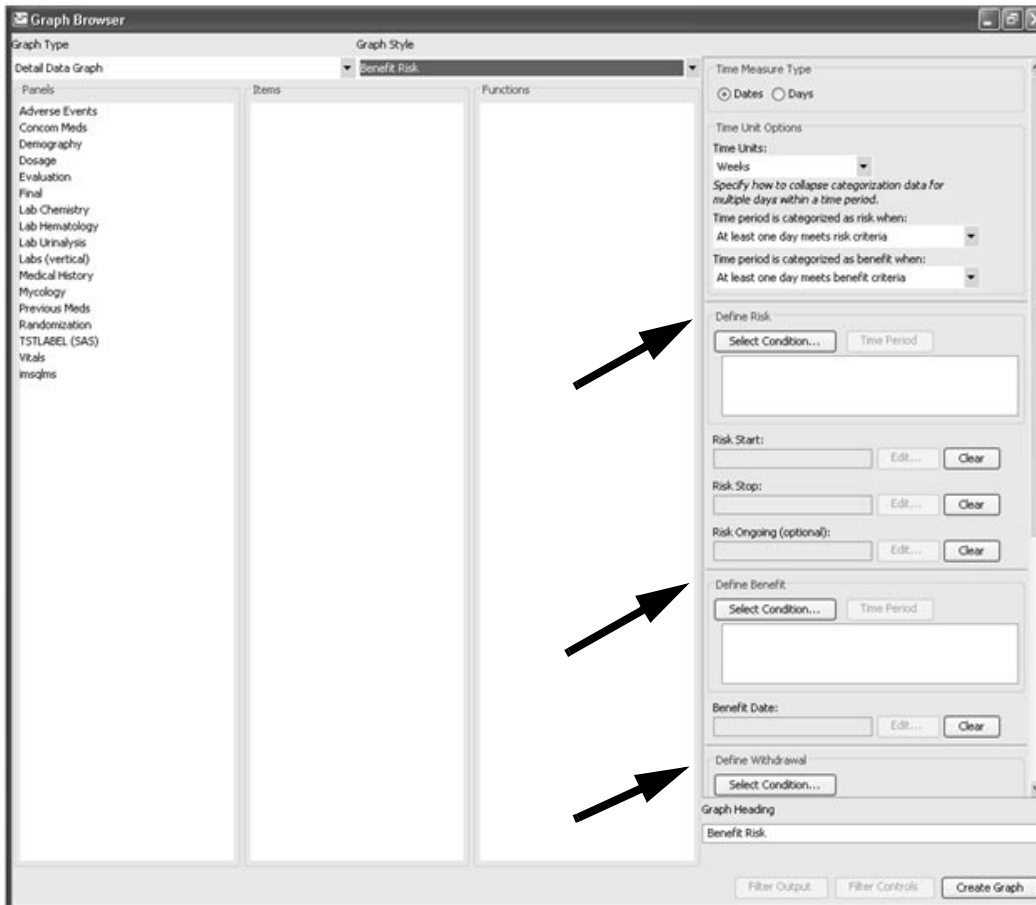 Graph Browser
Graph Type
Graph Style
Detail Data Graph
Benefit Risk
Panels
Items
Functions
Adverse Events
Concom Meds
Demography
Dosage
Evaluation
Final
Lab Chemistry
Lab Hematology
Lab Urinalysis
Labs (vertical)
Medical History
Mycology
Previous Meds
Randomization
TSTLABEL (SAS)
Vitals
imsqlms
Time Measure Type
Dates Days
Time Unit Options
Time Units:
Weeks
Specify how to collapse categorization data for
multiple days within a time period.
Time period is categorized as risk when:
At least one day meets risk criteria
Time period is categorized as benefit when:
At least one day meets benefit criteria
Define Risk
Select Condition... Time Period
Risk Start:
Edit... Clear
Risk Stop:
Edit... Clear
Risk Ongoing (optional):
Edit... Clear
Define Benefit
Select Condition... Time Period
Benefit Date:
Edit... Clear
Define Withdrawal
Select Condition...
Graph Heading
Benefit Risk
Filter Output Filter Controls Create Graph